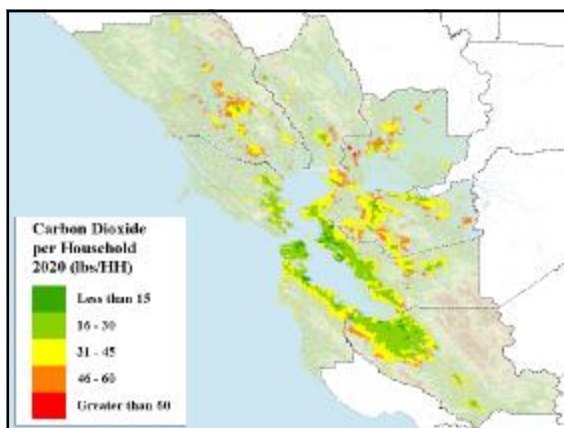 Carbon Dioxide
per Household
2020 (lbs/HH)
Less than 15
16 - 30
31 - 45
46 - 60
Greater than 60